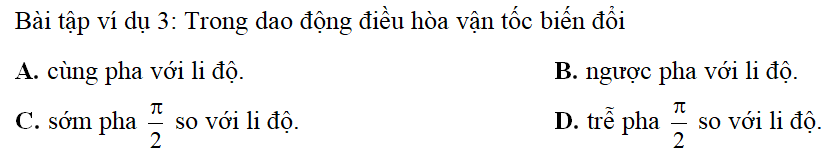 Bài tập ví dụ 3: Trong dao động điều hòa vận tốc biến đổi
A. cùng pha với li độ. B. ngược pha với li độ.
C. sớm pha π/2 so với li độ. D. trễ pha π/2 so với li độ.